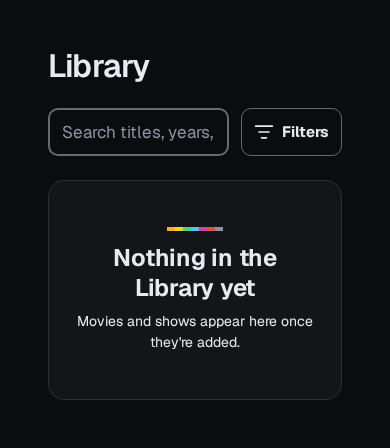 Library
Search titles, years,
Filters
Nothing in the
Library yet
Movies and shows appear here once
they're added.